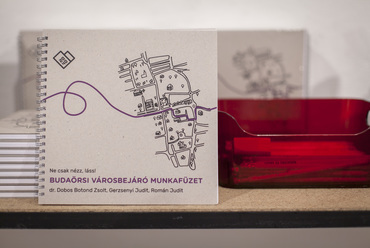 Ne csak nézz, láss!
BUDAÖRSI VÁROSBEJÁRÓ MUNKAFÜZET
dr. Dobos Botond Zsolt, Gerzsenyi Judit, Román Judit